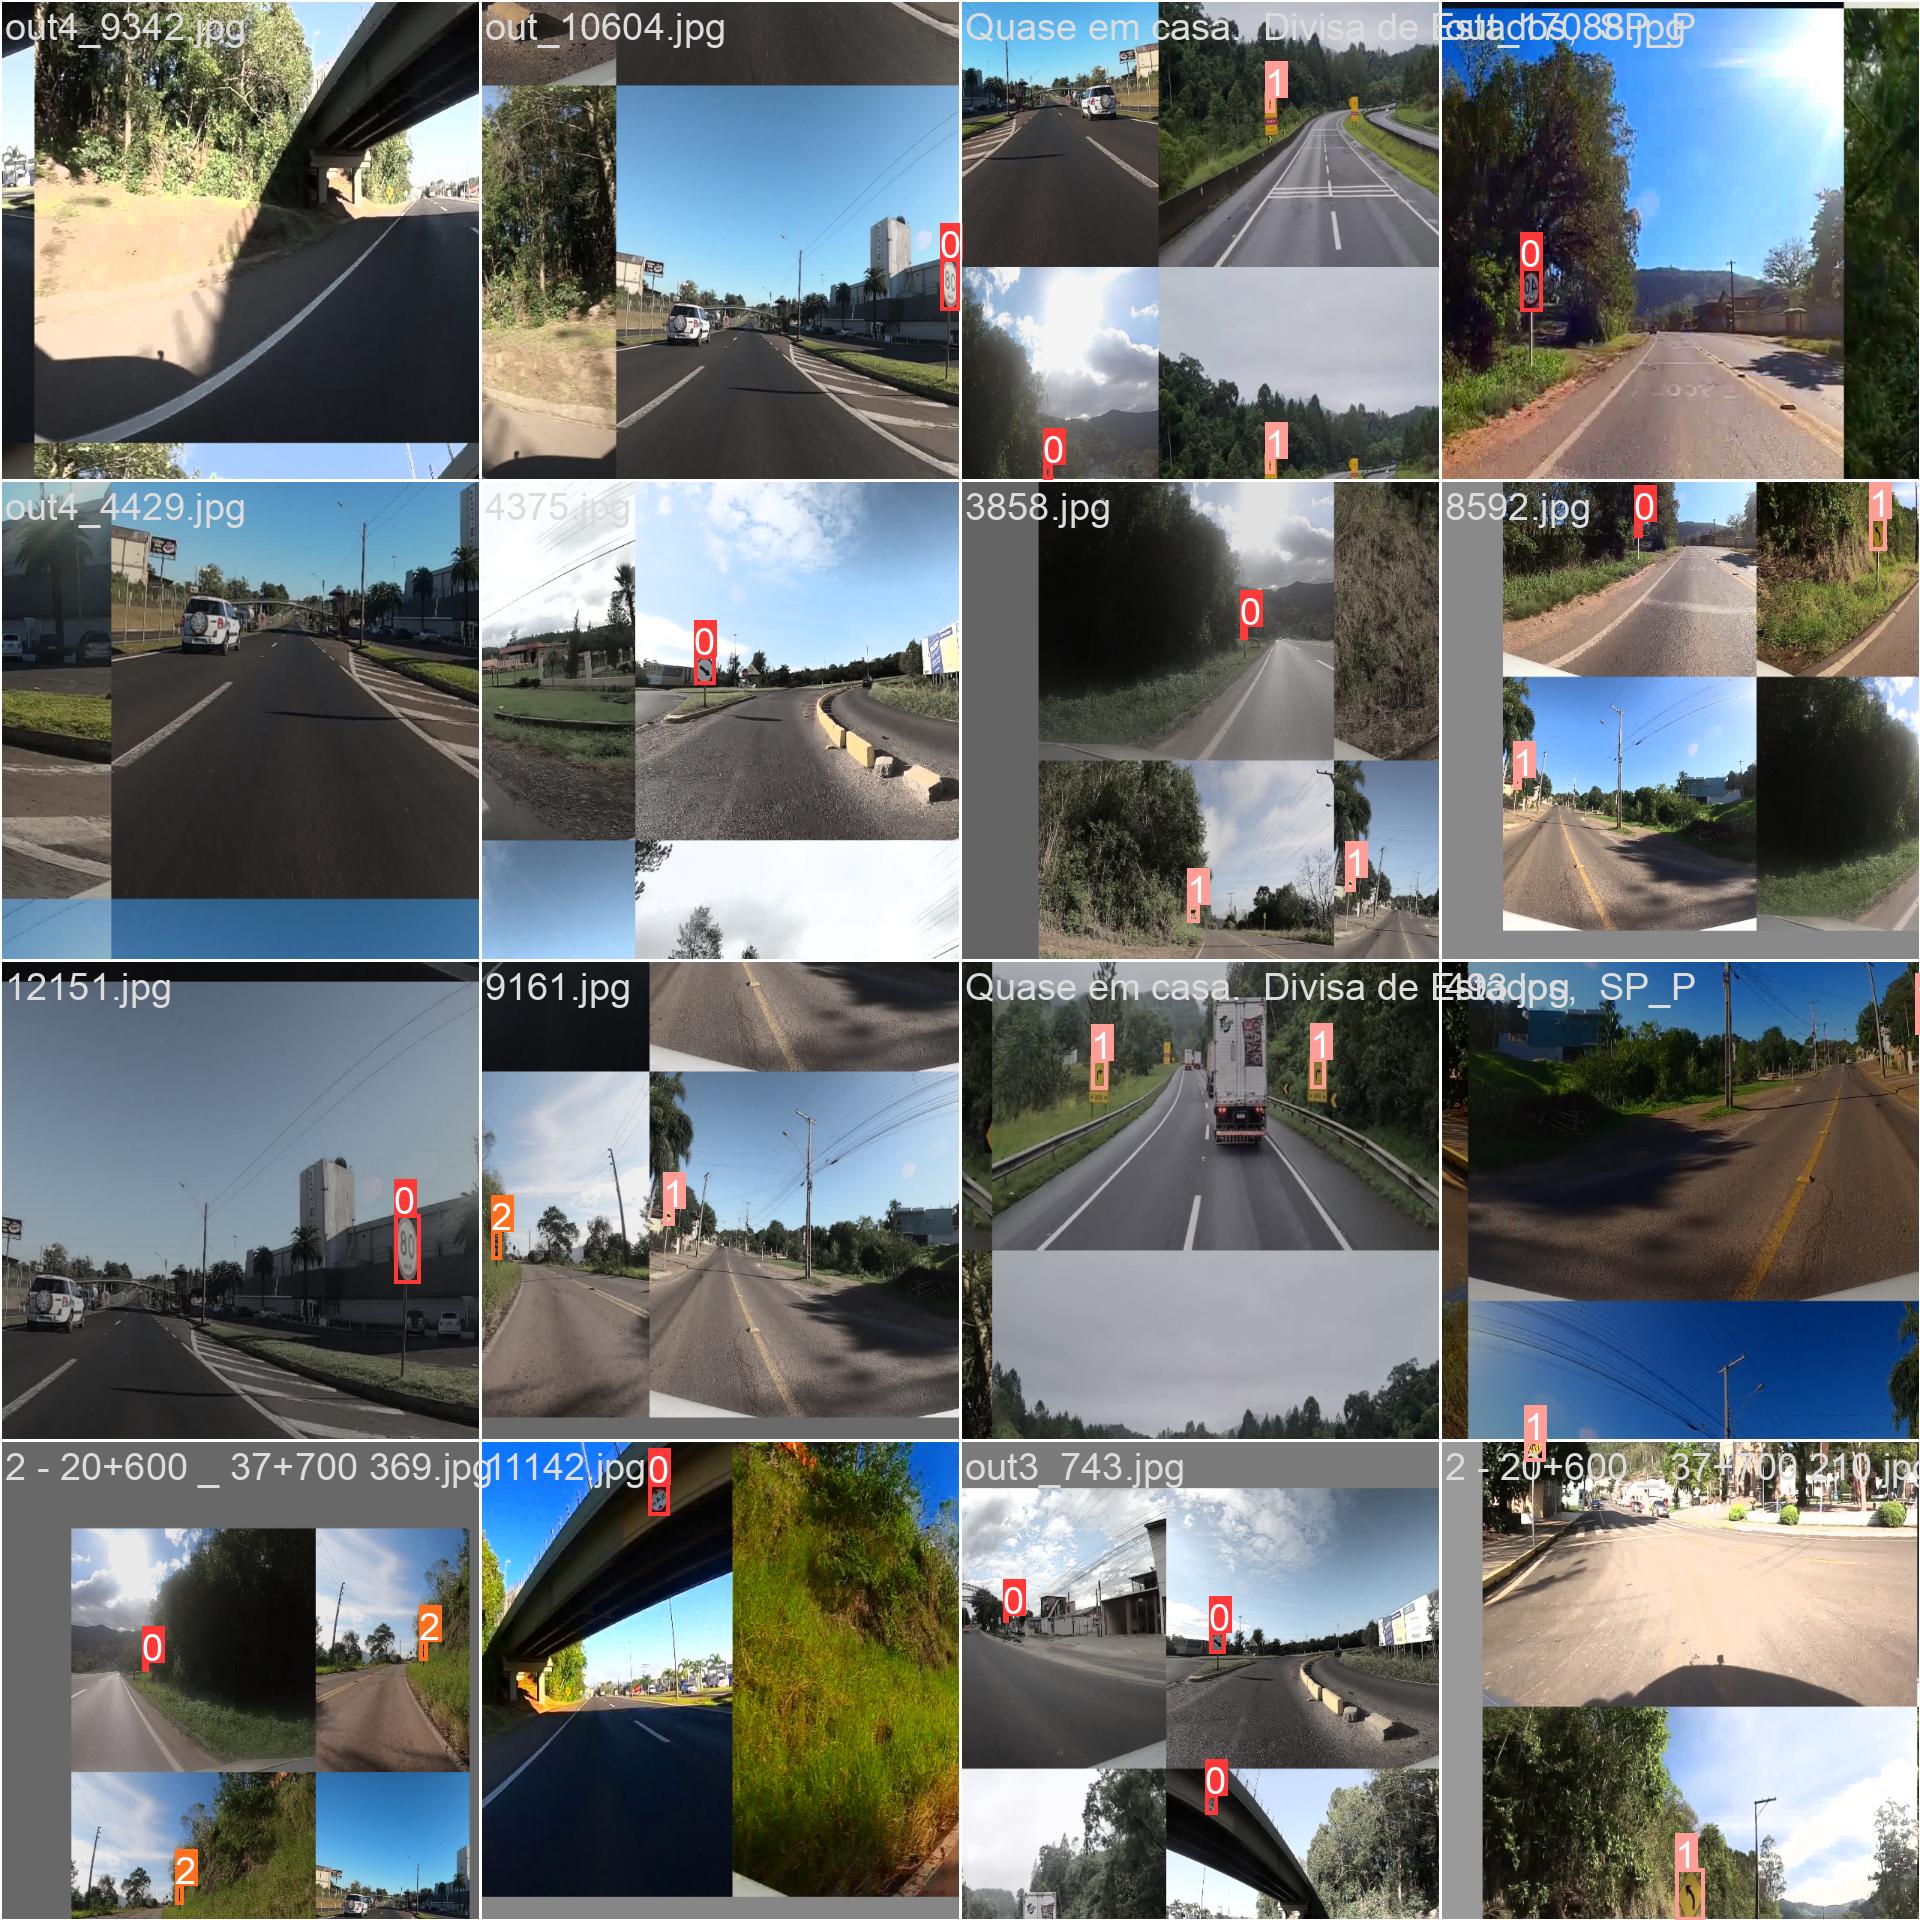 out4_9342.jpg
out_10604.jpg
Quase em casa.  Divisa de Estados,  SP_P
out_17088.jpg
1
0
0
80
0
40
0
1
out4_4429.jpg
4375.jpg
3858.jpg
8592.jpg
0
1
0
0
1
1
1
12151.jpg
9161.jpg
Quase em casa.  Divisa de Estados,  SP_P
493.jpg
1
1
0
80
1
2
1
2 - 20+600 _ 37+700 369.jpg
11142.jpg
0
out3_743.jpg
2 - 20+600 _ 37+700 210.jpg
0
0
2
0
0
2
1